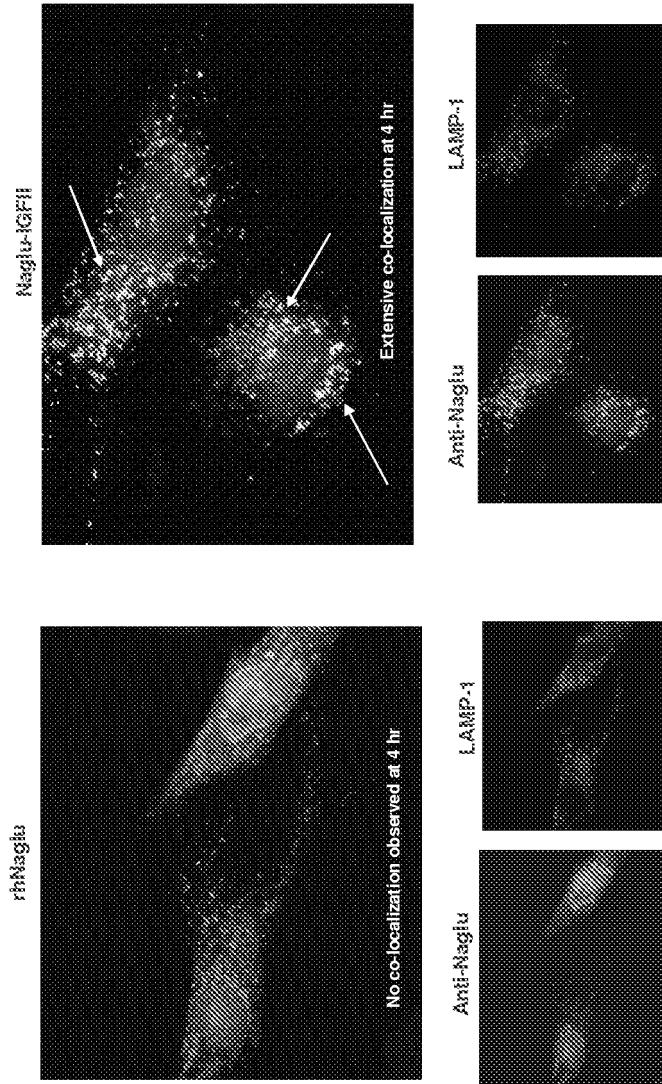 rhNaglu
No co-localization observed at 4 hr
Anti-Naglu
LAMP-1
Naglu-IGFII
Extensive co-localization at 4 hr
Anti-Naglu
LAMP-1